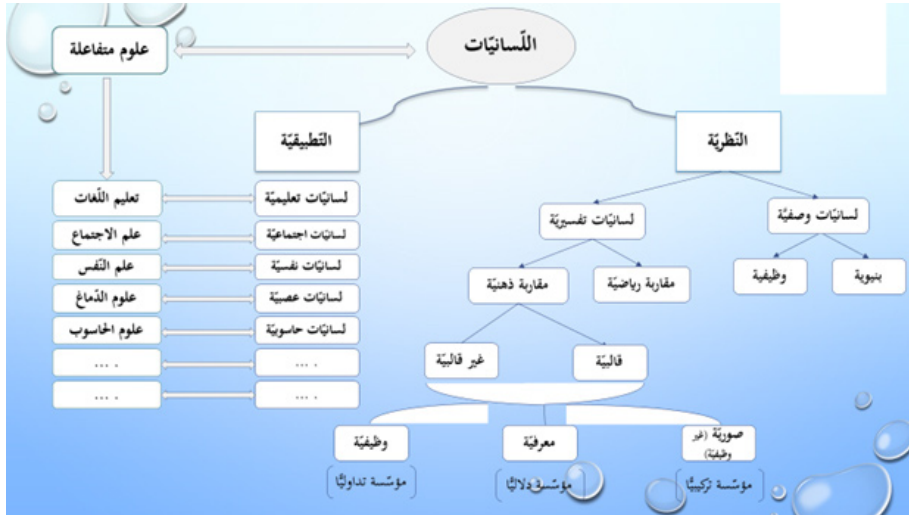 اللّسانيّات
علوم متفاعلة
النّظريّة
التّطبيقيّة
لسانيّات وصفيَّة
لسانيّات تفسيريّة
بنيوية
وظيفية
مقاربة رياضيّة
مقاربة ذهنيّة
قالبيّة
غير قالبيّة
صوريّة (غير
وظيفيّة)
معرفيّة
وظيفيّة
مؤسّسة تركيبيًّا
مؤسّسة دلاليًّا
مؤسّسة تداوليًّا
لسانيّات تعليميّة
تعليم اللّغات
لسانيّات اجتماعيّة
علم الاجتماع
لسانيّات نفسيّة
علم النّفس
لسانيّات عصبيّة
علوم الدّماغ
لسانيّات حاسوبيّة
علوم الحاسوب
... .
... .
... .
... .